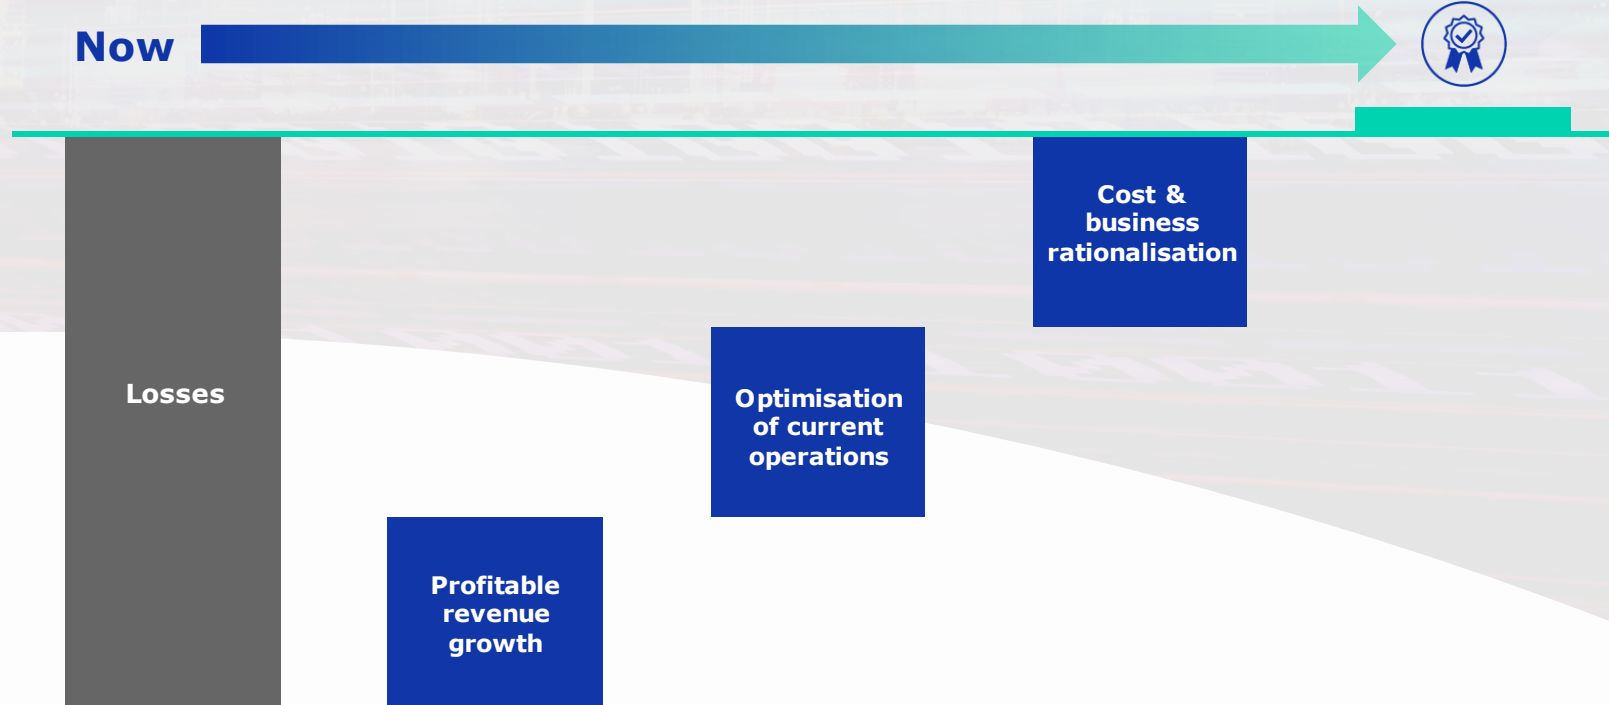 Now
Losses
Profitable
revenue
growth
Optimisation
of current
operations
Cost &
business
rationalisation